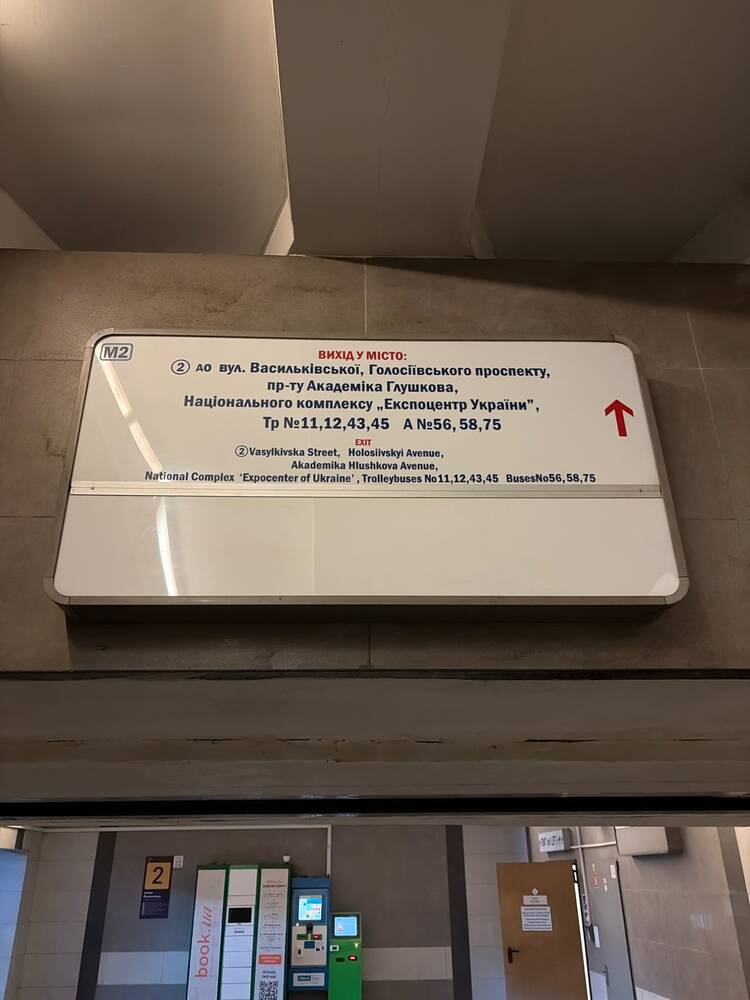 M2
ВИХІД У МІСТО:
② ДО вул. Васильківської, Голосіївського проспекту,
пр-ту Академіка Глушкова,
Національного комплексу „Експоцентр України”,
Тр №11,12,43,45 А №56,58,75
EXIT
② Vasylkivska Street, Holosiivskyi Avenue,
Akademika Hlushkova Avenue,
National Complex ‘Expocenter of Ukraine’, Trolleybuses No11,12,43,45 BusesNo56,58,75
2
book.ua